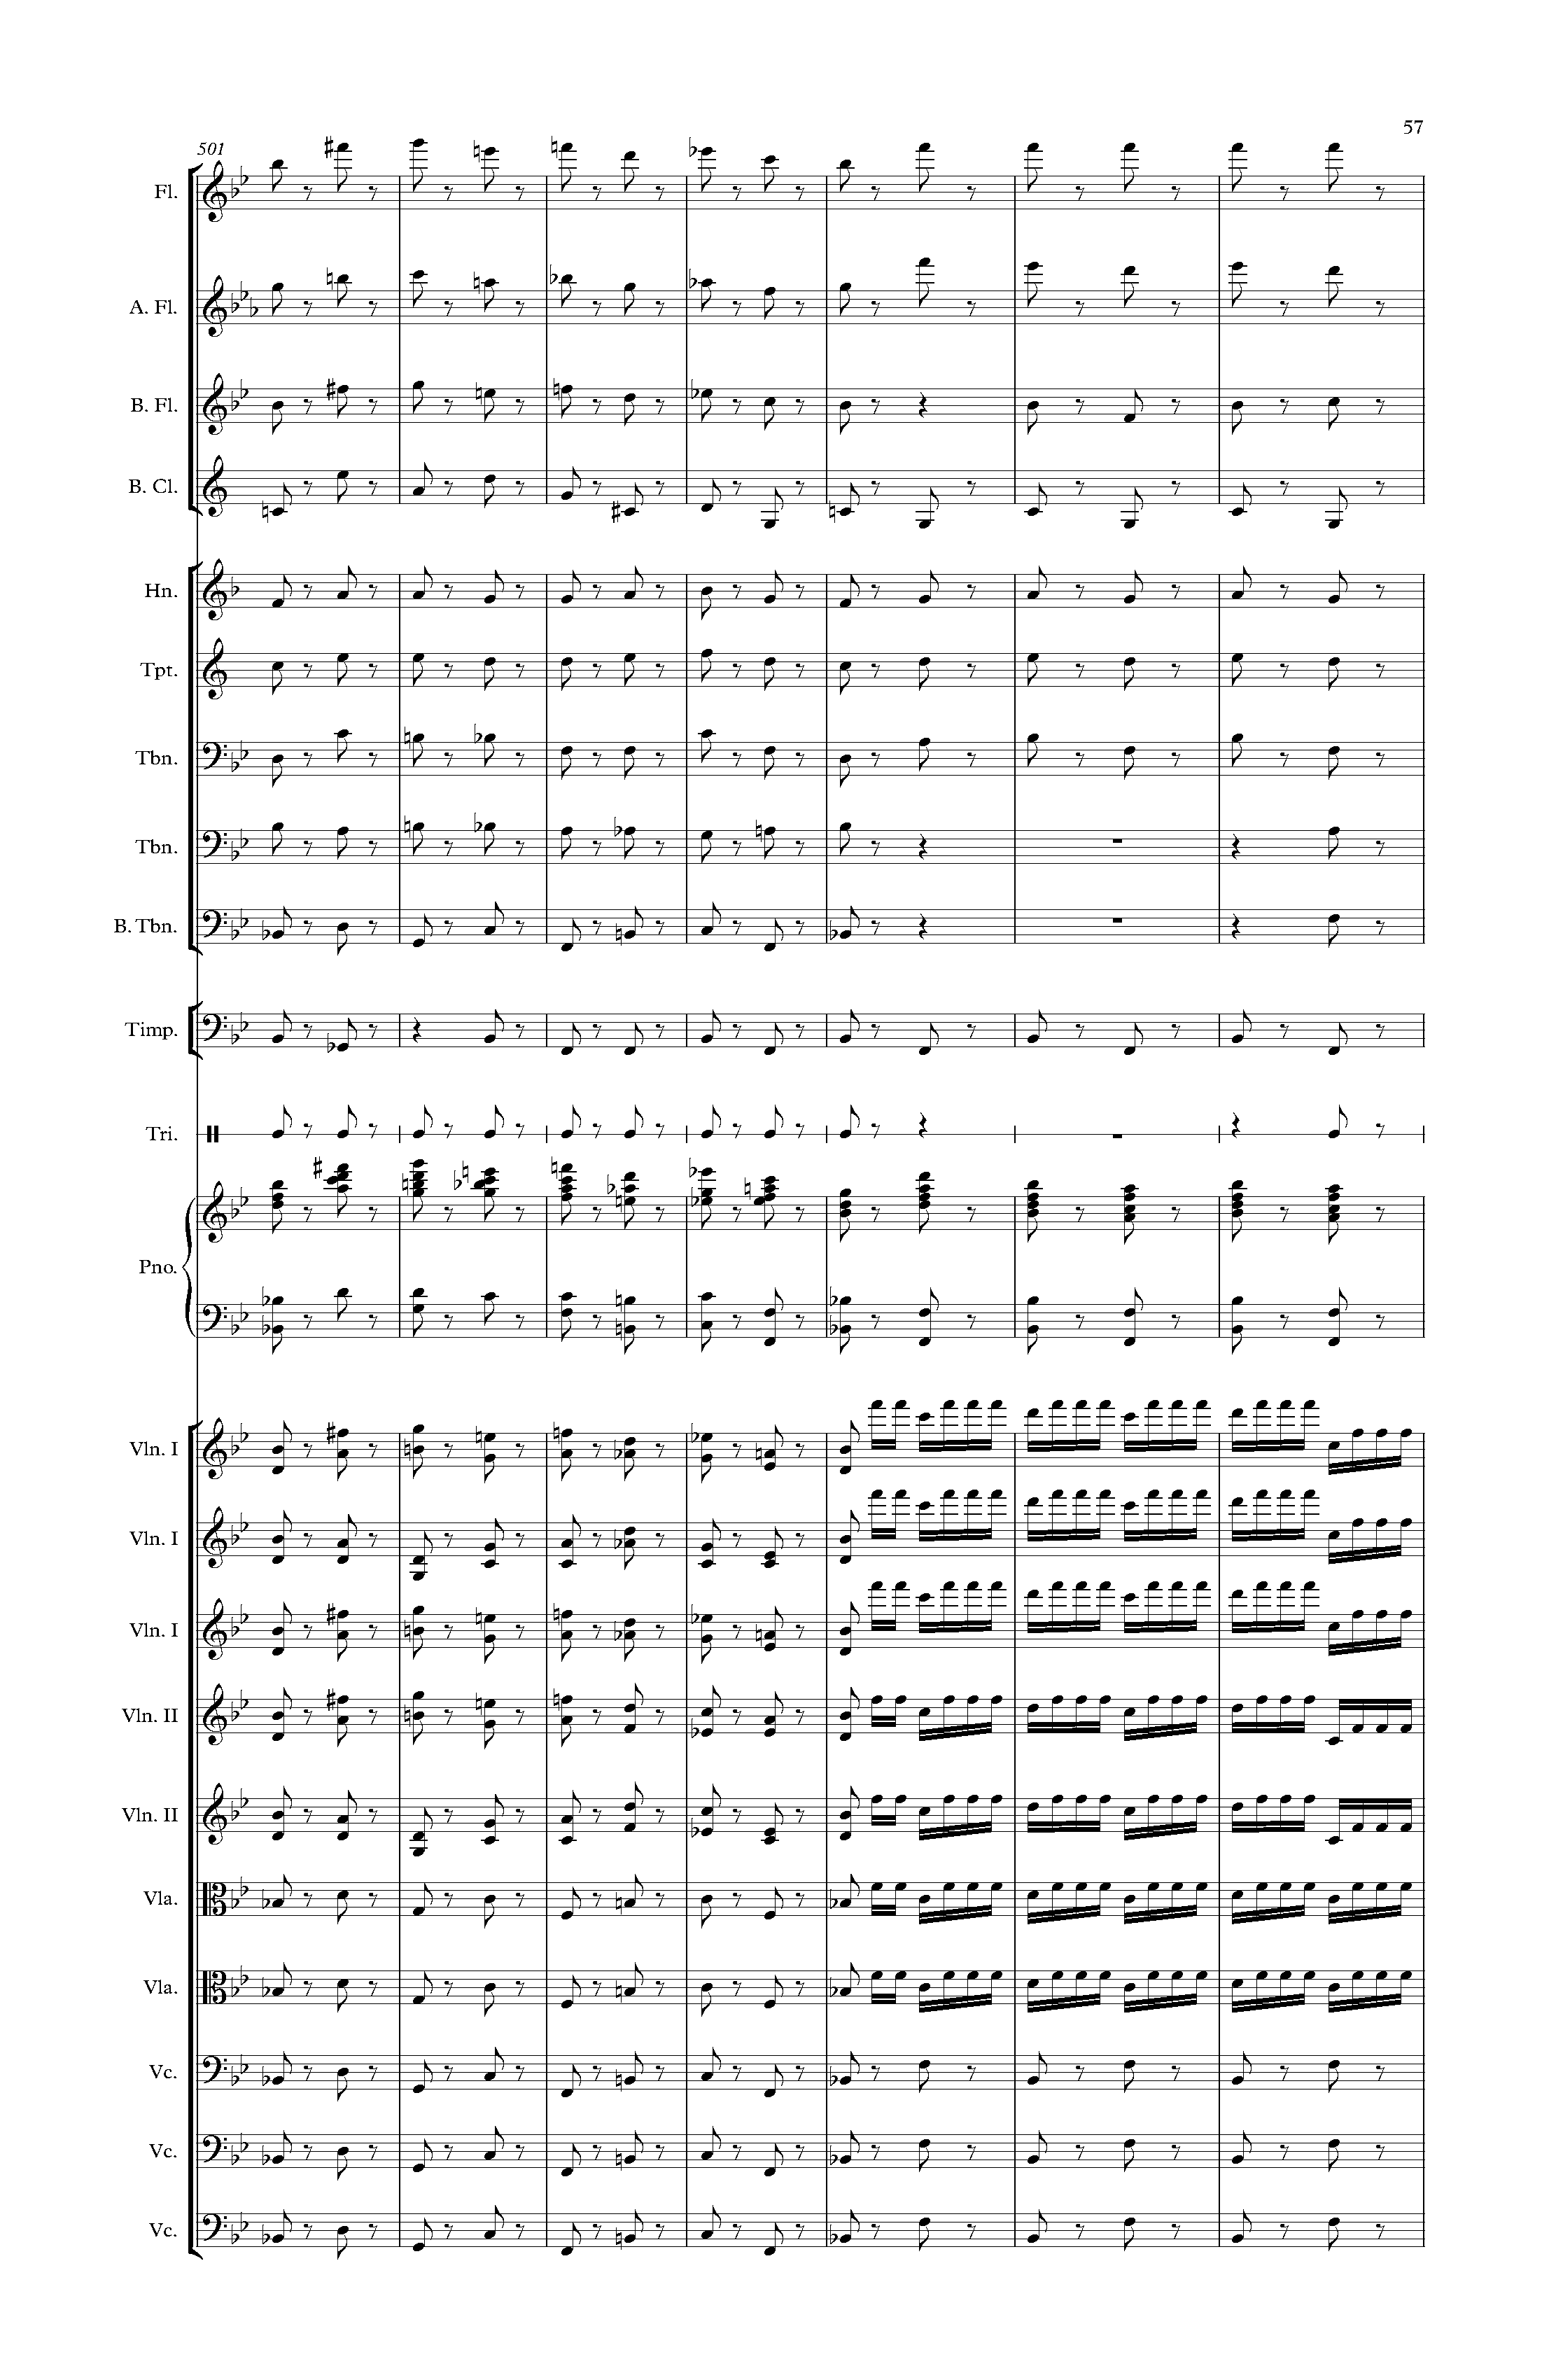 57
501
Fl.
A. Fl.
B. Fl.
B. Cl.
Hn.
Tpt.
Tbn.
Tbn.
B. Tbn.
Timp.
Tri.
Pno.
Vln. I
Vln. I
Vln. I
Vln. II
Vln. II
Vla.
Vla.
Vc.
Vc.
Vc.